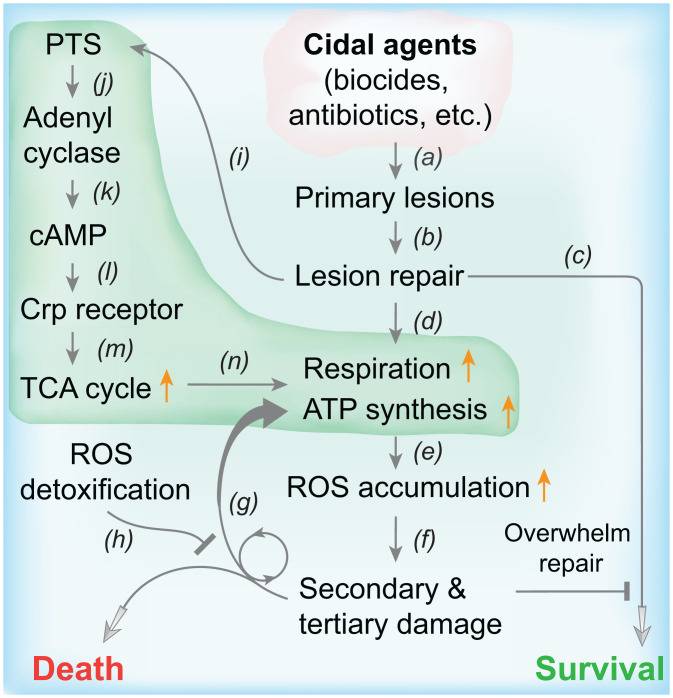 PTS
(j)
Adenyl
cyclase
(k)
cAMP
(l)
Crp receptor
(m)
TCA cycle
(n)
(i)
Cidal agents
(biocides,
antibiotics, etc.)
(a)
Primary lesions
(b)
Lesion repair
(c)
(d)
Respiration
ATP synthesis
(e)
ROS accumulation
(f)
Secondary &
tertiary damage
Overwhelm
repair
ROS
detoxification
(h)
(g)
Death
Survival